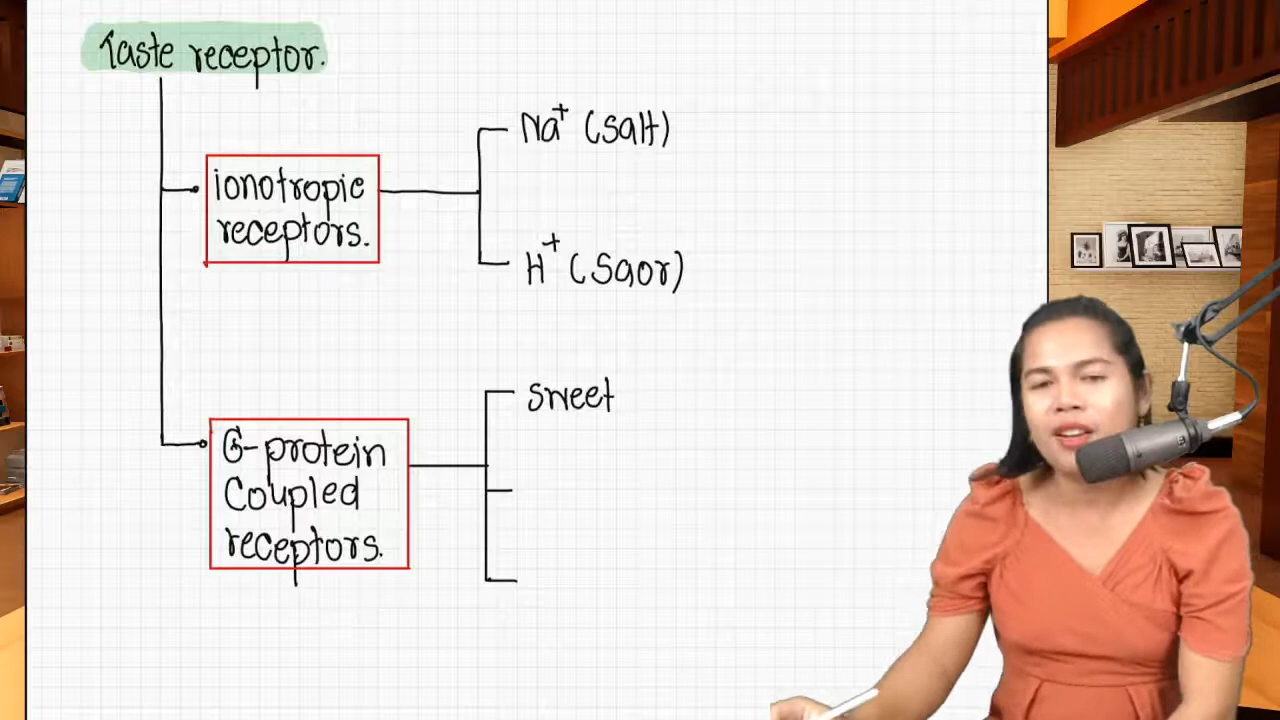 Taste receptor.
Na⁺ (Salt)
ionotropic
receptors.
H⁺ (Saor)
Sweet
G-protein
Coupled
receptors.